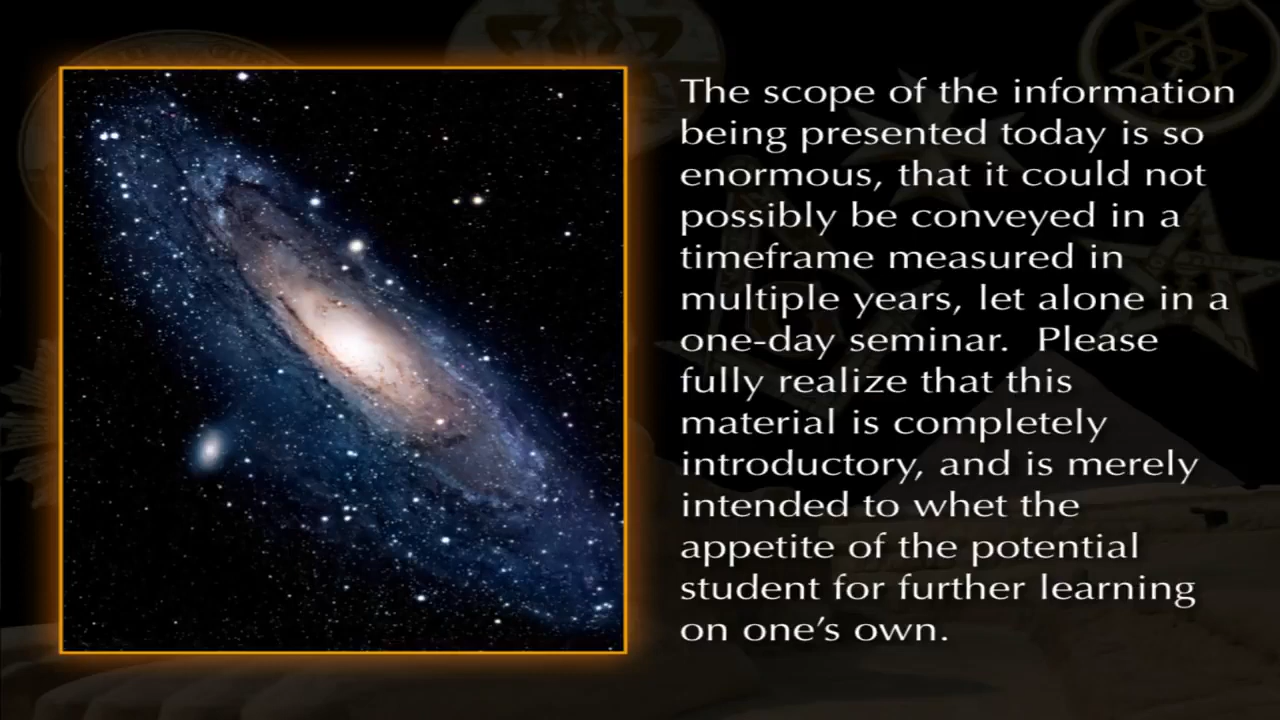 The scope of the information
being presented today is so
enormous, that it could not
possibly be conveyed in a
timeframe measured in
multiple years, let alone in a
one-day seminar.  Please
fully realize that this
material is completely
introductory, and is merely
intended to whet the
appetite of the potential
student for further learning
on one’s own.